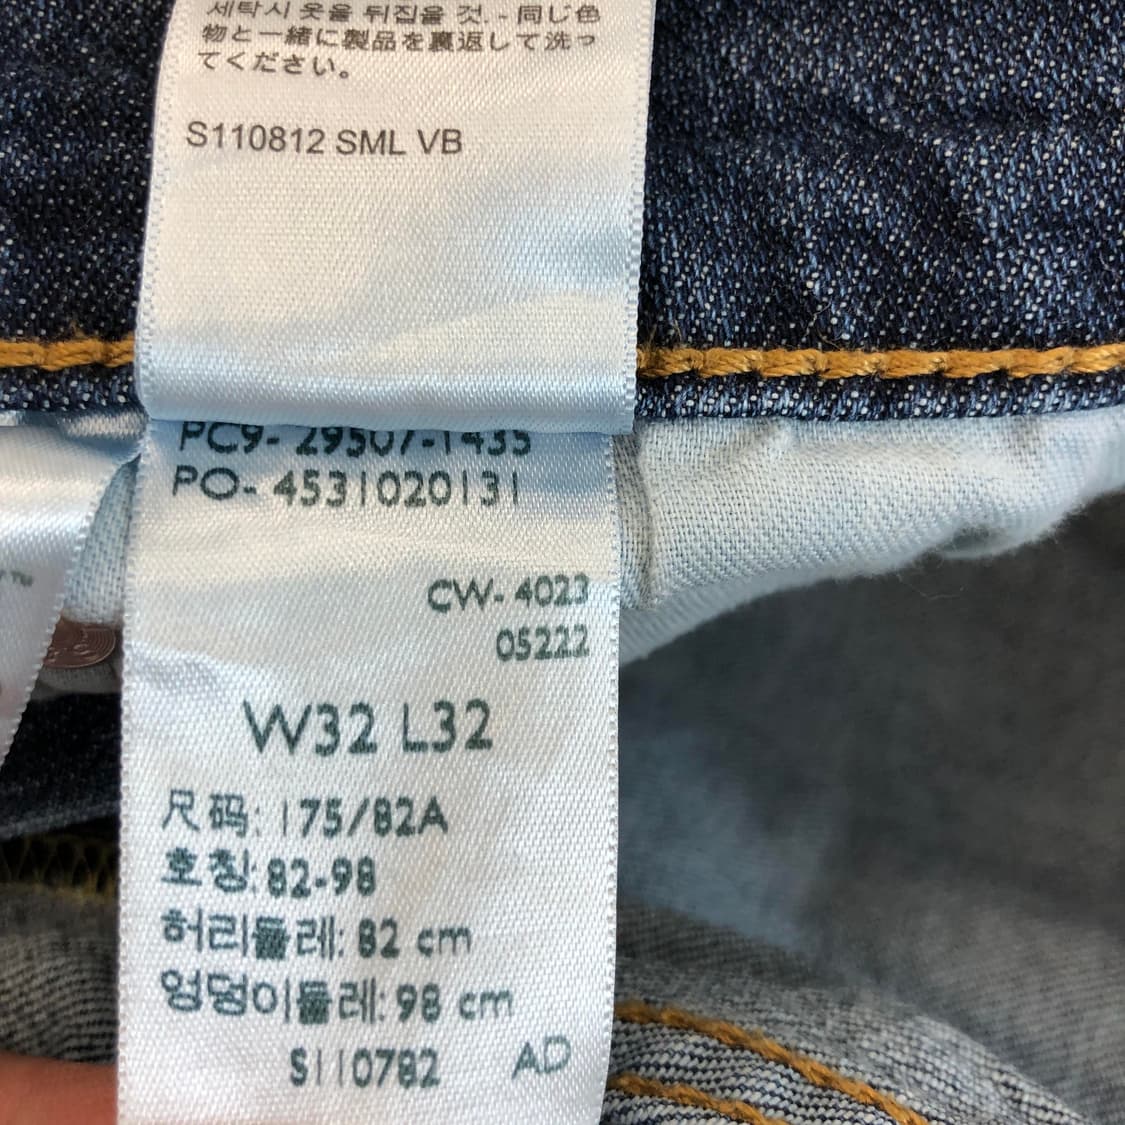 세탁시 옷을 뒤집을 것. - 同じ色
物と一緒に製品を裏返して洗っ
てください。
S110812 SML VB
PC9- 29507-1435
PO- 4531020131
CW- 4023
05222
W32 L32
尺码: 175/82A
호칭: 82-98
허리둘레: 82 cm
엉덩이둘레: 98 cm
S110782 AD